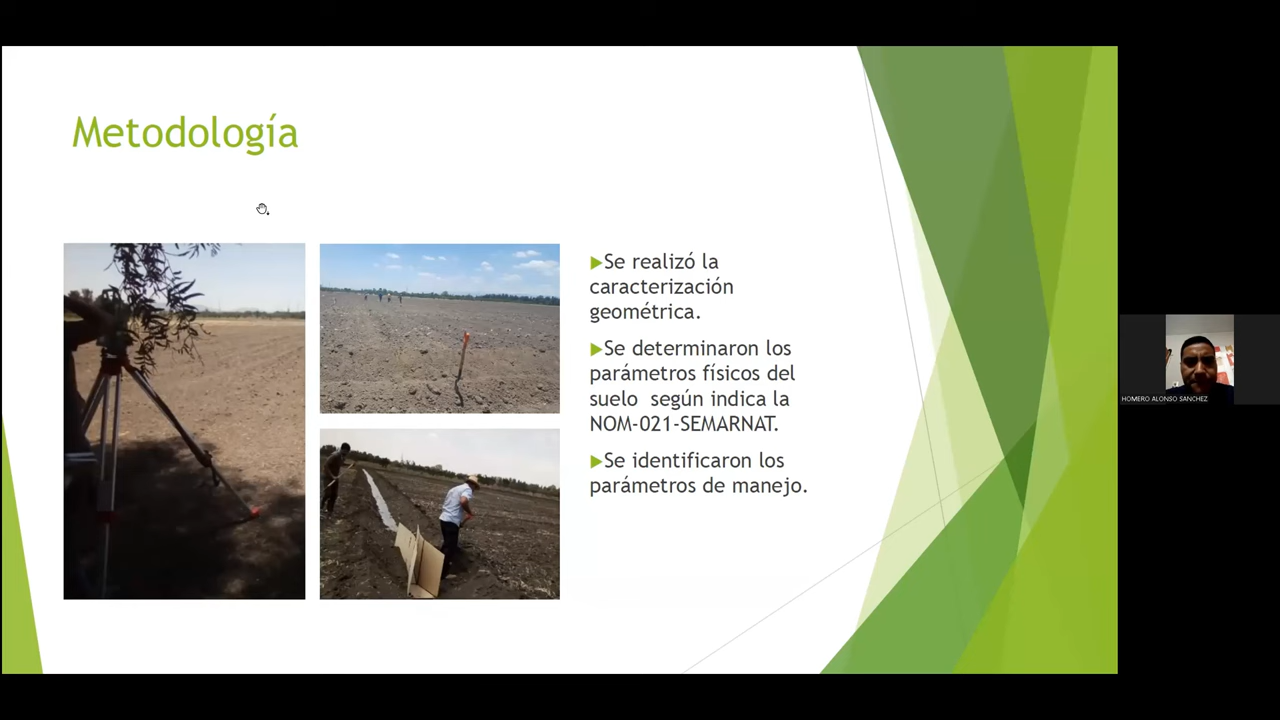 Metodología
Se realizó la
caracterización
geométrica.
Se determinaron los
parámetros físicos del
suelo según indica la
NOM-021-SEMARNAT.
Se identificaron los
parámetros de manejo.
HOMERO ALONSO SANCHEZ